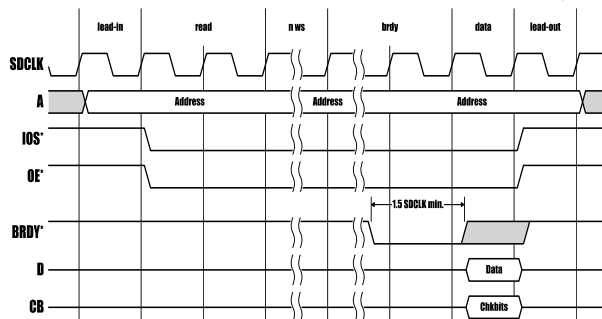 lead-in read n ws brdy data lead-out
SDCLK
A Address Address Address
IOS*
OE*
1.5 SDCLK min.
BRDY*
D Data
CB Chkbits